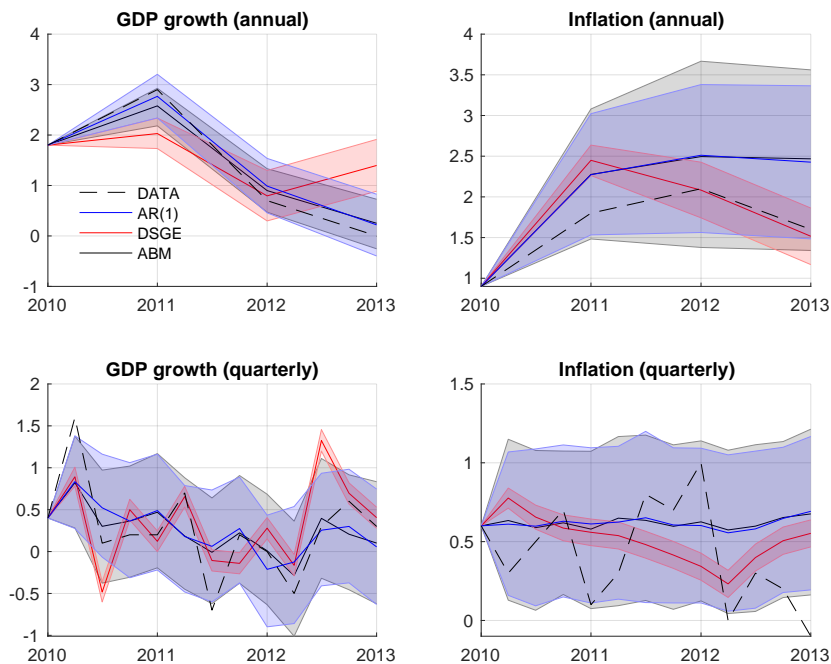 GDP growth (annual)
4
3
2
1
0
-1
2010 2011 2012 2013
DATA
AR(1)
DSGE
ABM
Inflation (annual)
4
3.5
3
2.5
2
1.5
1
2010 2011 2012 2013
GDP growth (quarterly)
2
1.5
1
0.5
0
-0.5
-1
2010 2011 2012 2013
Inflation (quarterly)
1.5
1
0.5
0
2010 2011 2012 2013